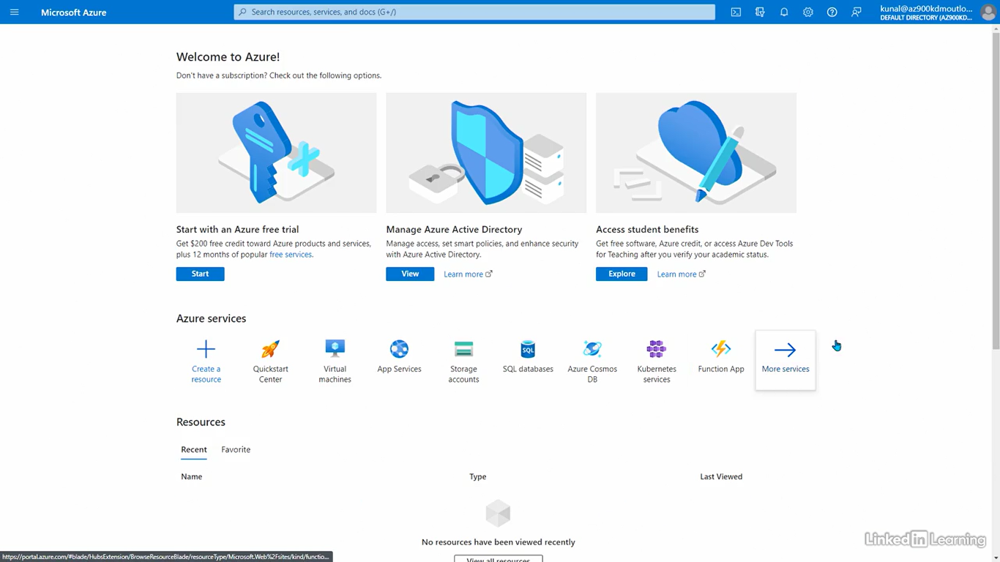 Microsoft Azure
Search resources, services, and docs (G+/)
kunal@az900kdmoutlo...
DEFAULT DIRECTORY (AZ900KD...
Welcome to Azure!
Don't have a subscription? Check out the following options.
Start with an Azure free trial
Get $200 free credit toward Azure products and services,
plus 12 months of popular free services.
Start
Manage Azure Active Directory
Manage access, set smart policies, and enhance security
with Azure Active Directory.
View
Learn more
Access student benefits
Get free software, Azure credit, or access Azure Dev Tools
for Teaching after you verify your academic status.
Explore
Learn more
Azure services
Create a
resource
Quickstart
Center
Virtual
machines
App Services
Storage
accounts
SQL
SQL databases
Azure Cosmos
DB
Kubernetes
services
Function App
More services
Resources
Recent
Favorite
Name
Type
Last Viewed
No resources have been viewed recently
View all resources
https://portal.azure.com/#blade/HubsExtension/BrowseResourceBlade/resourceType/Microsoft.Web%2Fsites/kind/functio...
Linked in Learning